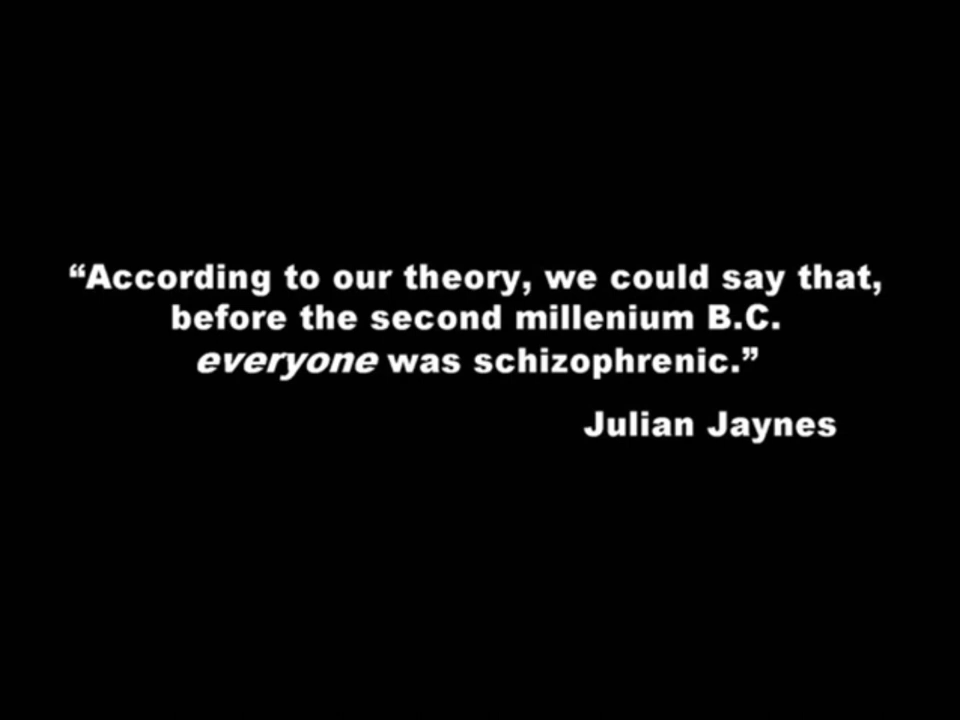 “According to our theory, we could say that,
before the second millenium B.C.
everyone was schizophrenic.”
Julian Jaynes